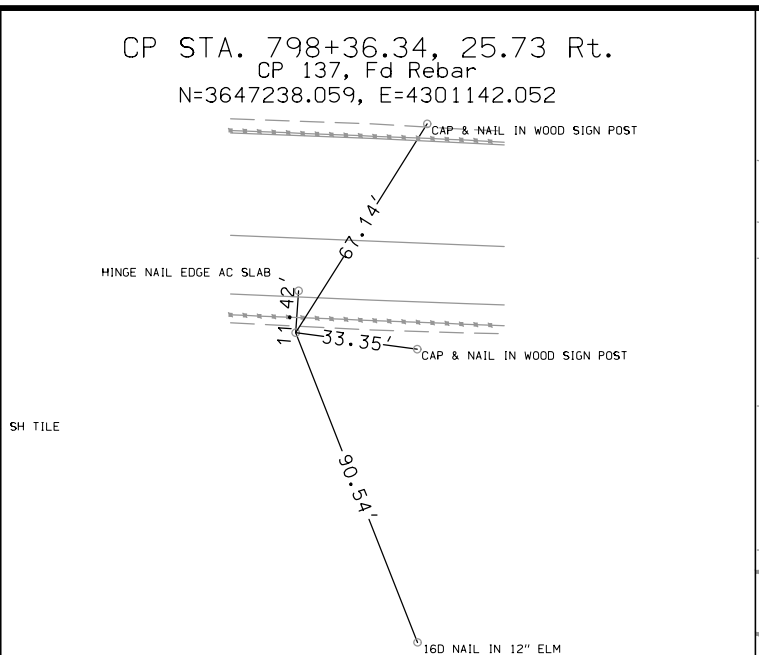 CP STA. 798+36.34, 25.73 Rt.
CP 137, Fd Rebar
N=3647238.059, E=4301142.052
CAP & NAIL IN WOOD SIGN POST
67.14'
HINGE NAIL EDGE AC SLAB
11.42'
33.35'
CAP & NAIL IN WOOD SIGN POST
SH TILE
90.54'
16D NAIL IN 12" ELM